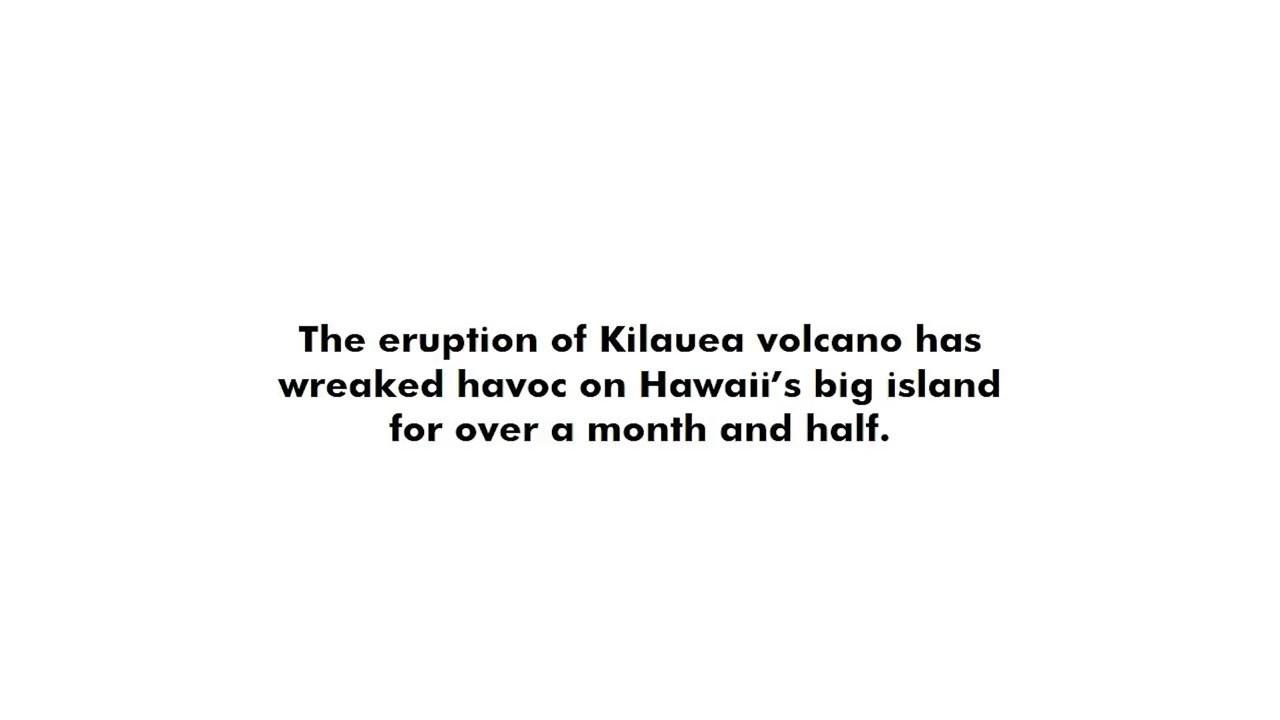 The eruption of Kilauea volcano has
wreaked havoc on Hawaii’s big island
for over a month and half.